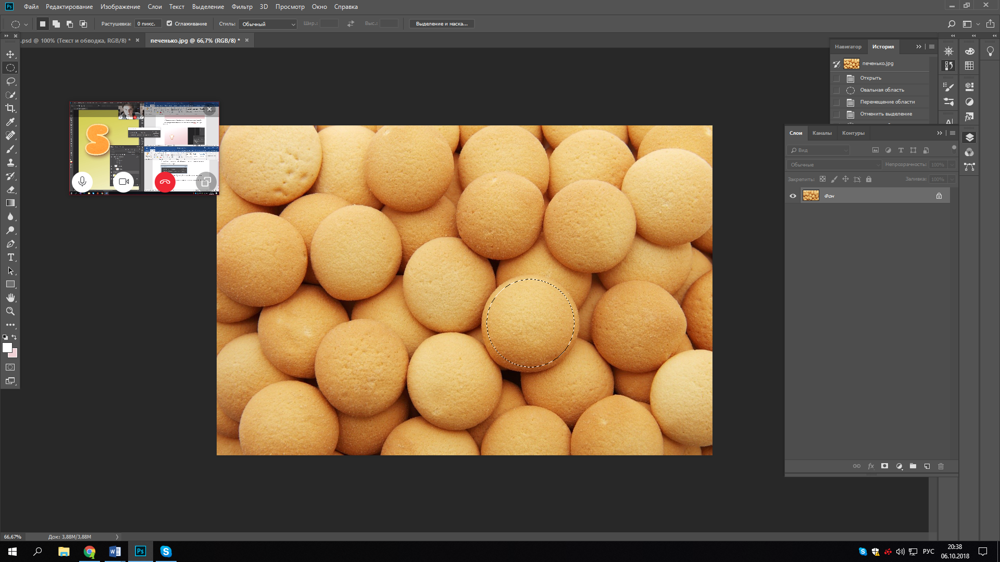 Ps Файл Редактирование Изображение Слои Текст Выделение Фильтр 3D Просмотр Окно Справка
Растушевка: 0 пикс. Сглаживание Стиль: Обычный Шир.: Выс.: Выделение и маска...
.psd @ 100% (Текст и обводка, RGB/8) * × печенько.jpg @ 66,7% (RGB/8) * ×
Навигатор История
печенько.jpg
Открыть
Овальная область
Перемещение области
Отменить выделение
Слои Каналы Контуры
Вид
Обычные Непрозрачность: 100%
Закрепить: Заливка: 100%
Фон
fx
66,67% Док: 3,88M/3,88M
РУС
20:38
06.10.2018